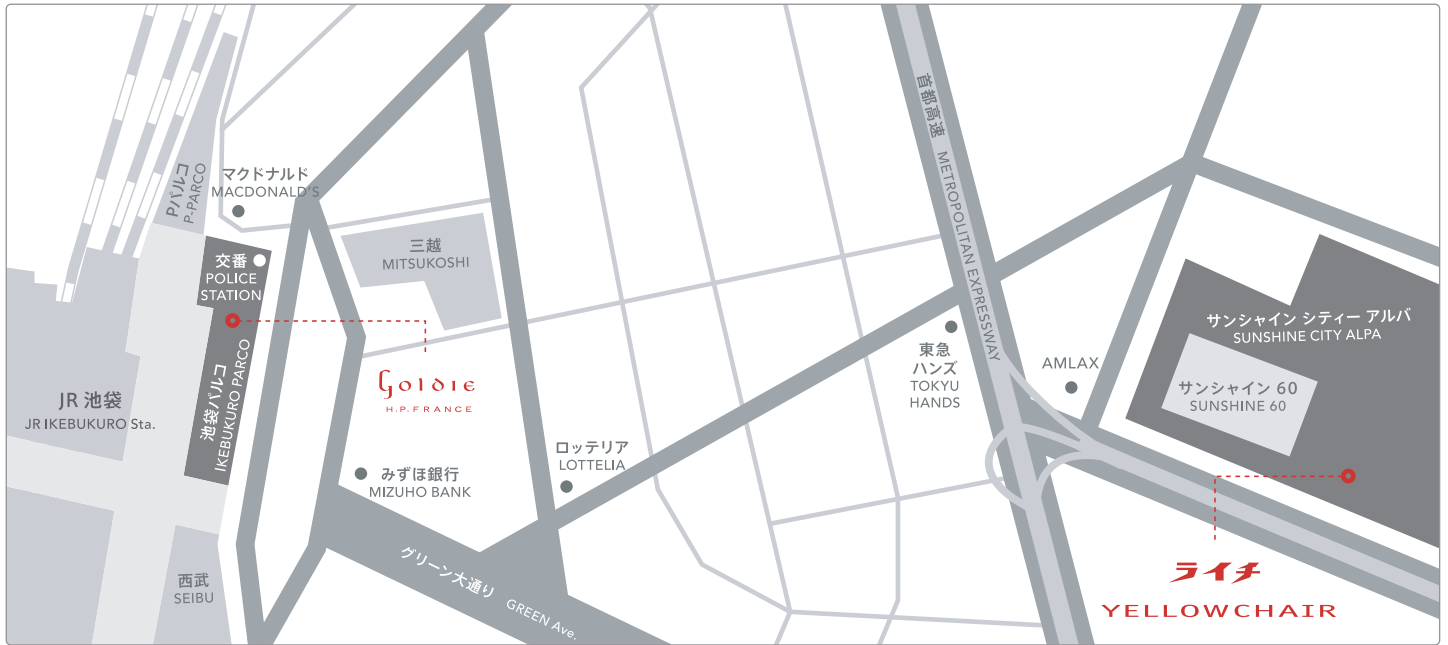 Pパルコ
P-PARCO
マクドナルド
MACDONALD'S
交番
POLICE
STATION
三越
MITSUKOSHI
首都高速 METROPOLITAN EXPRESSWAY
JR 池袋
JR IKEBUKURO Sta.
池袋パルコ
IKEBUKURO PARCO
Goldie
H.P.FRANCE
みずほ銀行
MIZUHO BANK
ロッテリア
LOTTELIA
東急
ハンズ
TOKYU
HANDS
AMLAX
サンシャイン シティー アルバ
SUNSHINE CITY ALPA
サンシャイン 60
SUNSHINE 60
西武
SEIBU
グリーン大通り GREEN Ave.
ライチ
YELLOWCHAIR